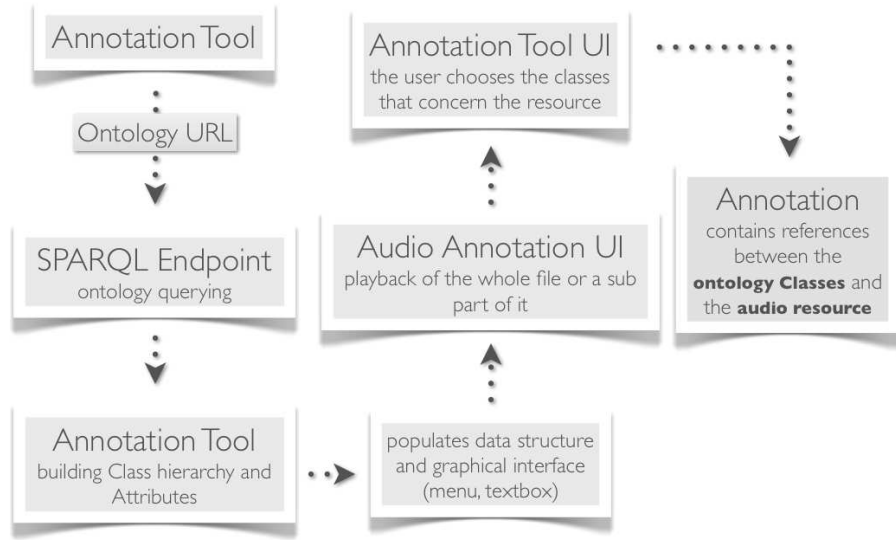 Annotation Tool
Ontology URL
SPARQL Endpoint
ontology querying
Annotation Tool
building Class hierarchy and
Attributes
populates data structure
and graphical interface
(menu, textbox)
Audio Annotation UI
playback of the whole file or a sub
part of it
Annotation Tool UI
the user chooses the classes
that concern the resource
Annotation
contains references
between the
ontology Classes and
the audio resource